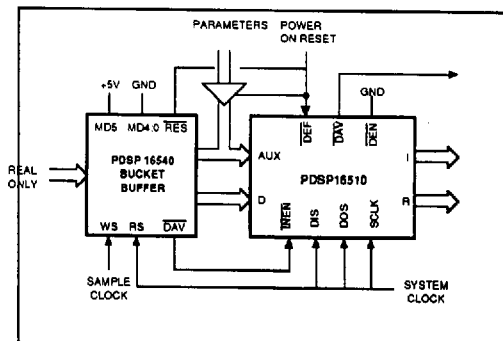 PARAMETERS
POWER
ON RESET
+5V
GND
GND
MD5
MD4:0
RES
DEF
DAV
DEN
REAL
ONLY
PDSP 16540
BUCKET
BUFFER
AUX
PDSP16510
I
D
R
WS
RS
DAV
INEN
DIS
DOS
SCLK
SAMPLE
CLOCK
SYSTEM
CLOCK